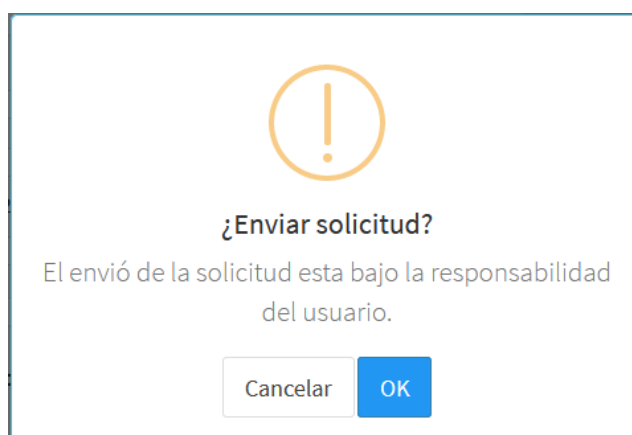 ¿Enviar solicitud?
El envió de la solicitud esta bajo la responsabilidad
del usuario.
Cancelar
OK